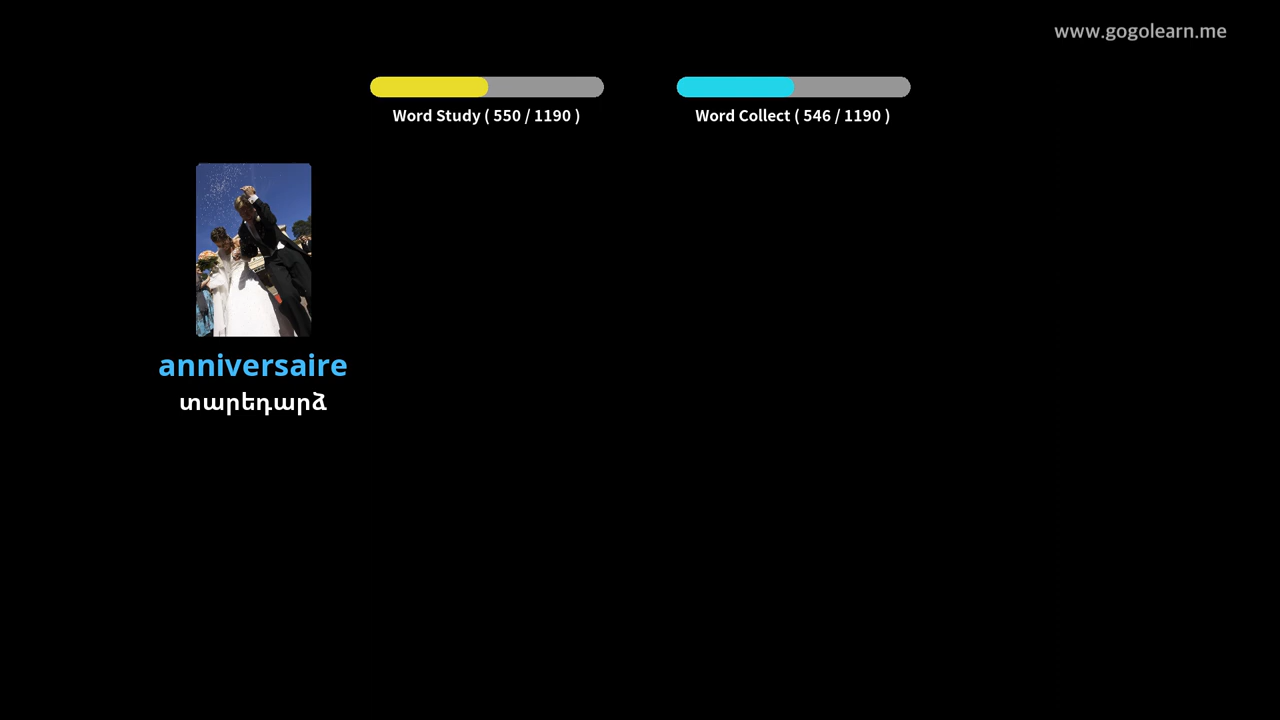 www.gogolearn.me
Word Study ( 550 / 1190 )
Word Collect ( 546 / 1190 )
anniversaire
տարեդարձ